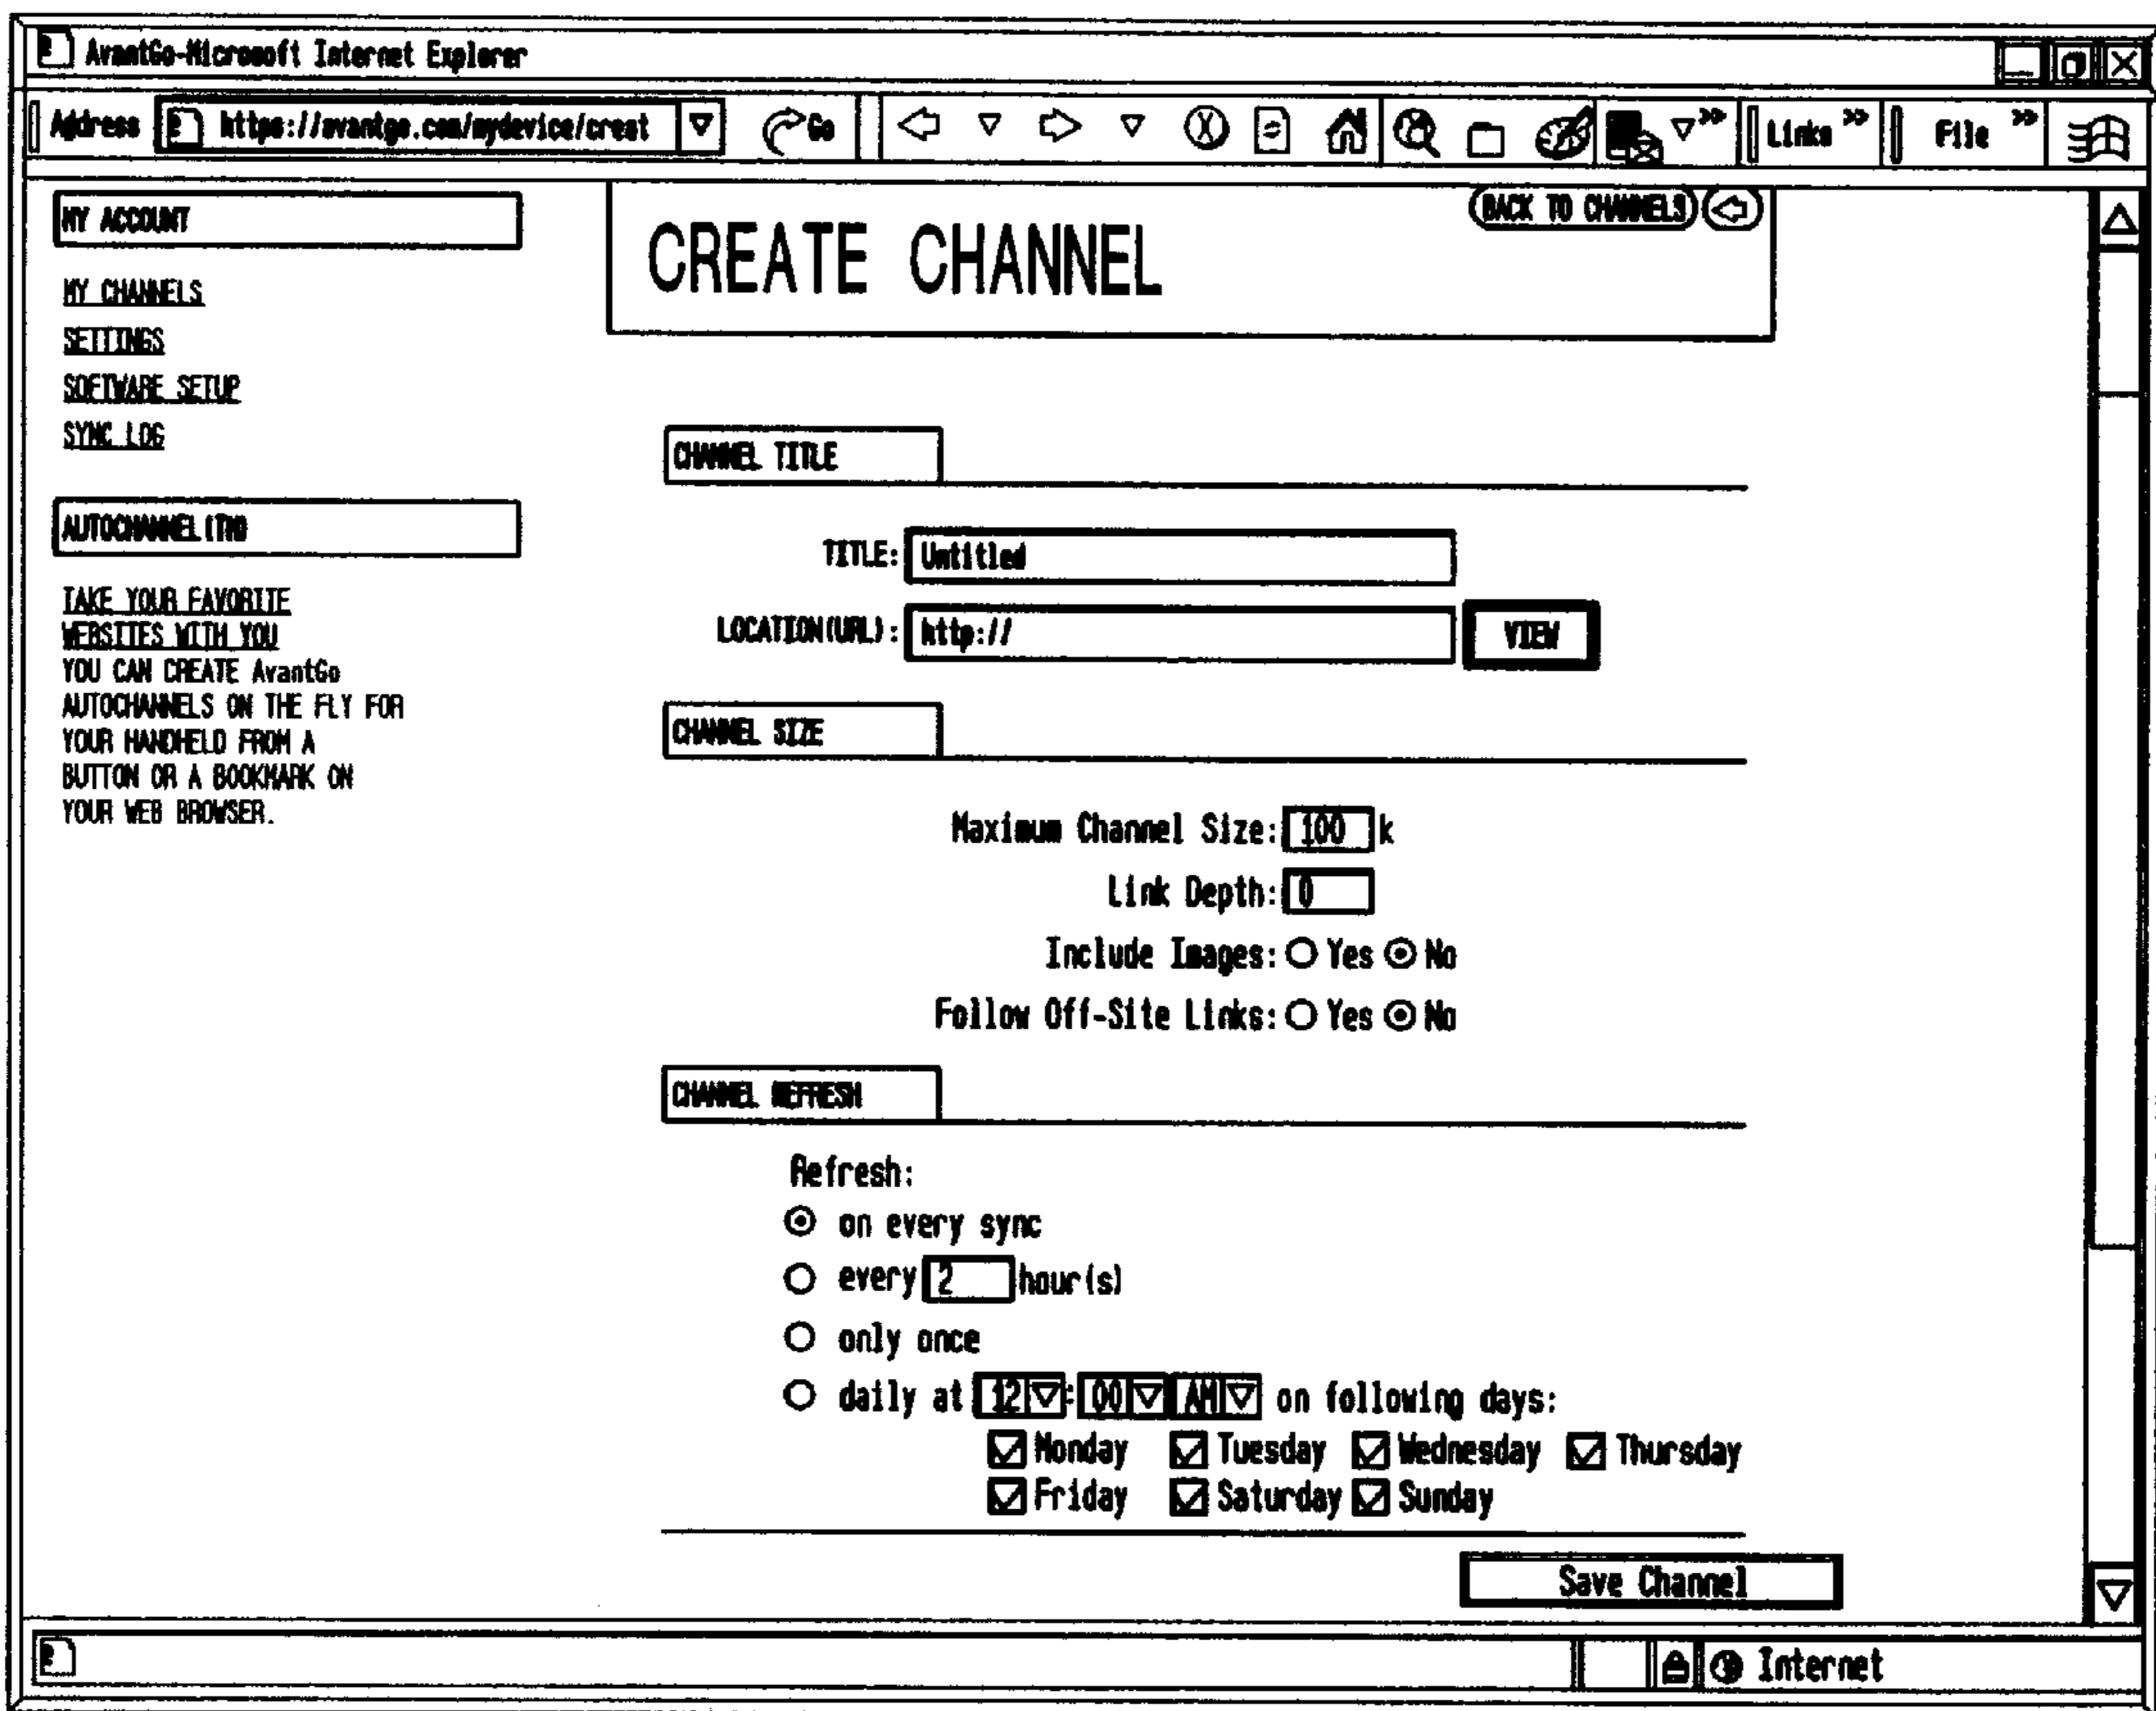 AvantGo-Microsoft Internet Explorer
Address https://avantgo.com/mydevice/creat Go Links » File »
MY ACCOUNT
MY CHANNELS
SETTINGS
SOFTWARE SETUP
SYNC LOG
AUTOCHANNEL(TM)
TAKE YOUR FAVORITE
WEBSITES WITH YOU
YOU CAN CREATE AvantGo
AUTOCHANNELS ON THE FLY FOR
YOUR HANDHELD FROM A
BUTTON OR A BOOKMARK ON
YOUR WEB BROWSER.
BACK TO CHANNELS
CREATE CHANNEL
CHANNEL TITLE
TITLE: Untitled
LOCATION(URL): http:// VIEW
CHANNEL SIZE
Maximum Channel Size: 100 k
Link Depth: 0
Include Images: Yes No
Follow Off-Site Links: Yes No
CHANNEL REFRESH
Refresh:
on every sync
every 2 hour(s)
only once
daily at 12 : 00 AM on following days:
Monday Tuesday Wednesday Thursday
Friday Saturday Sunday
Save Channel
Internet